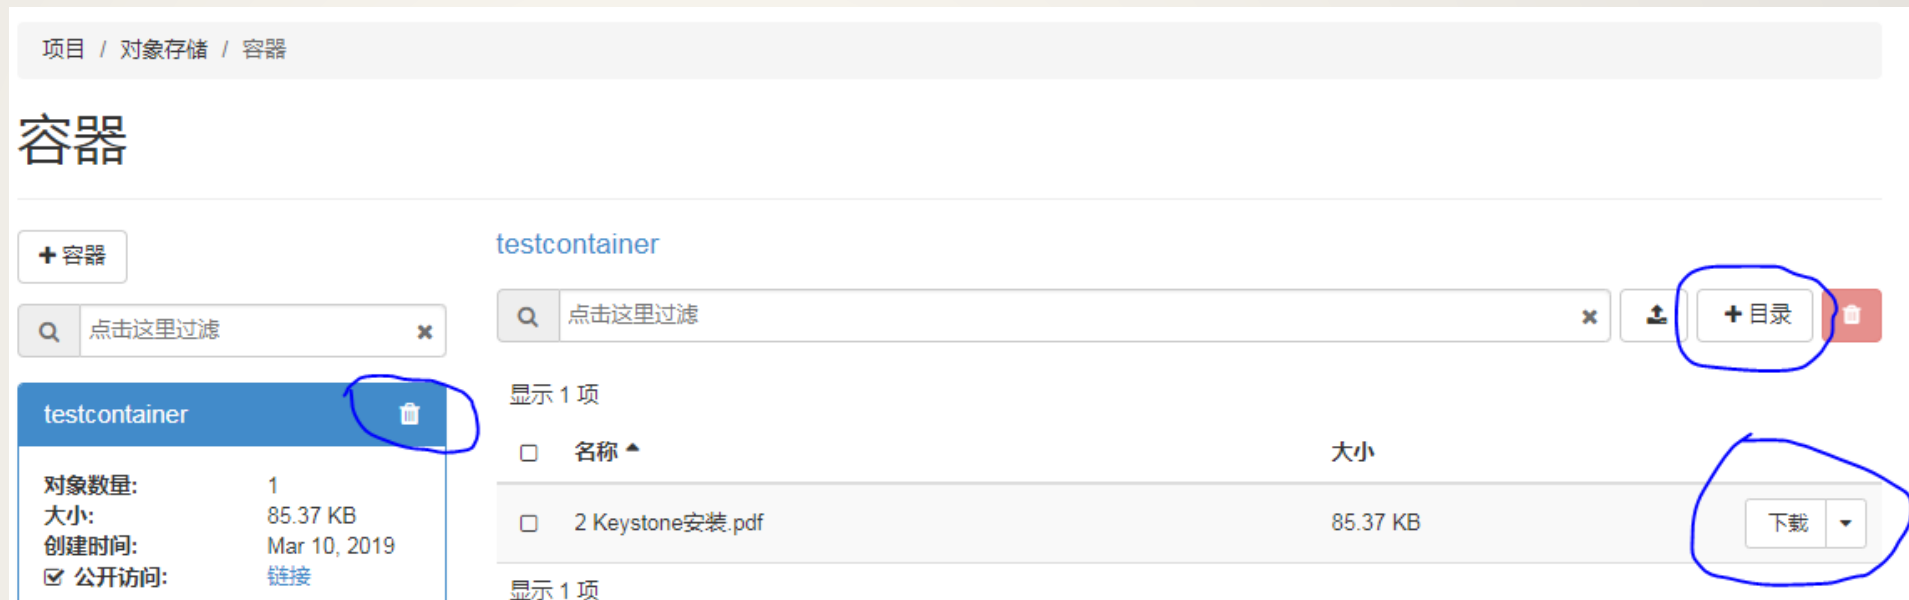 项目 / 对象存储 / 容器
容器
+ 容器
点击这里过滤
testcontainer
对象数量: 1
大小: 85.37 KB
创建时间: Mar 10, 2019
公开访问: 链接
testcontainer
点击这里过滤
+ 目录
显示 1 项
名称 大小
2 Keystone安装.pdf 85.37 KB 下载
显示 1 项